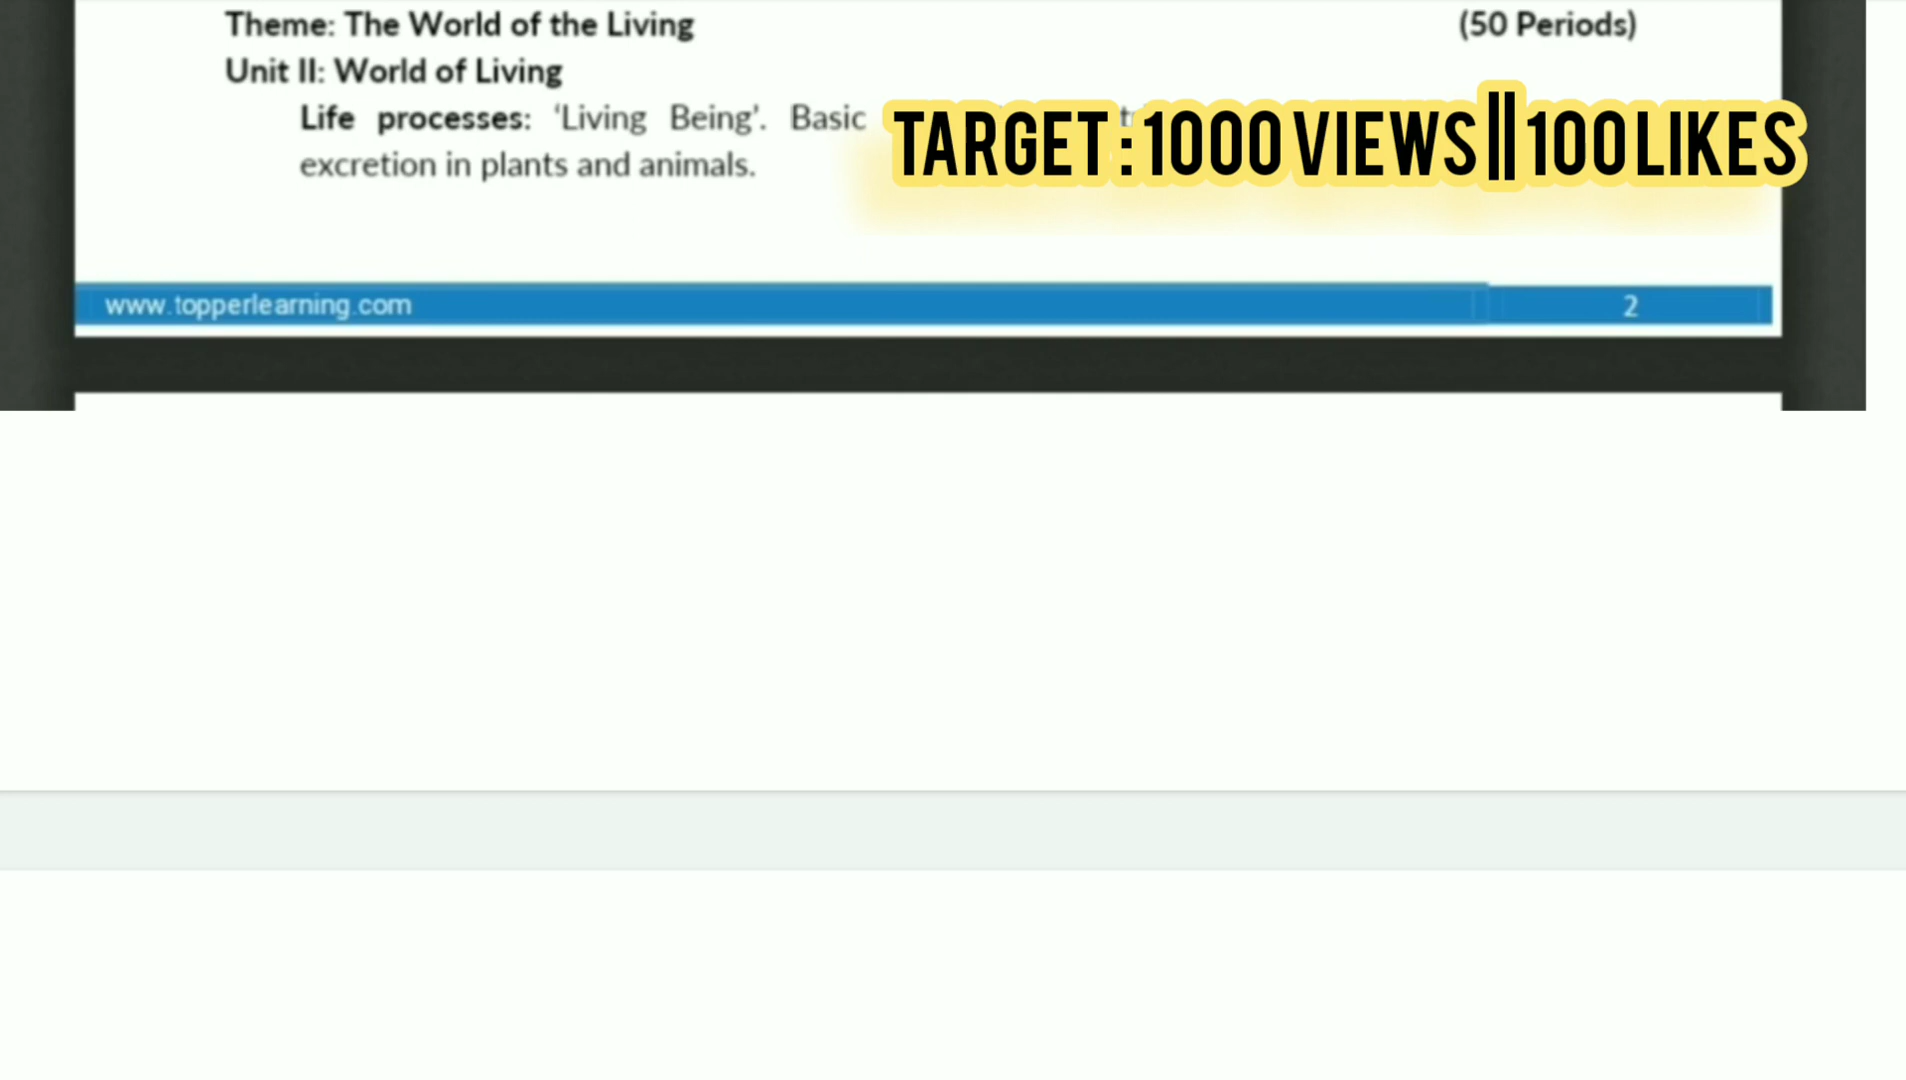 Theme: The World of the Living (50 Periods)
Unit II: World of Living
Life processes: ‘Living Being’. Basic
TARGET : 1000 VIEWS || 100 LIKES
excretion in plants and animals.
www.topperlearning.com 2